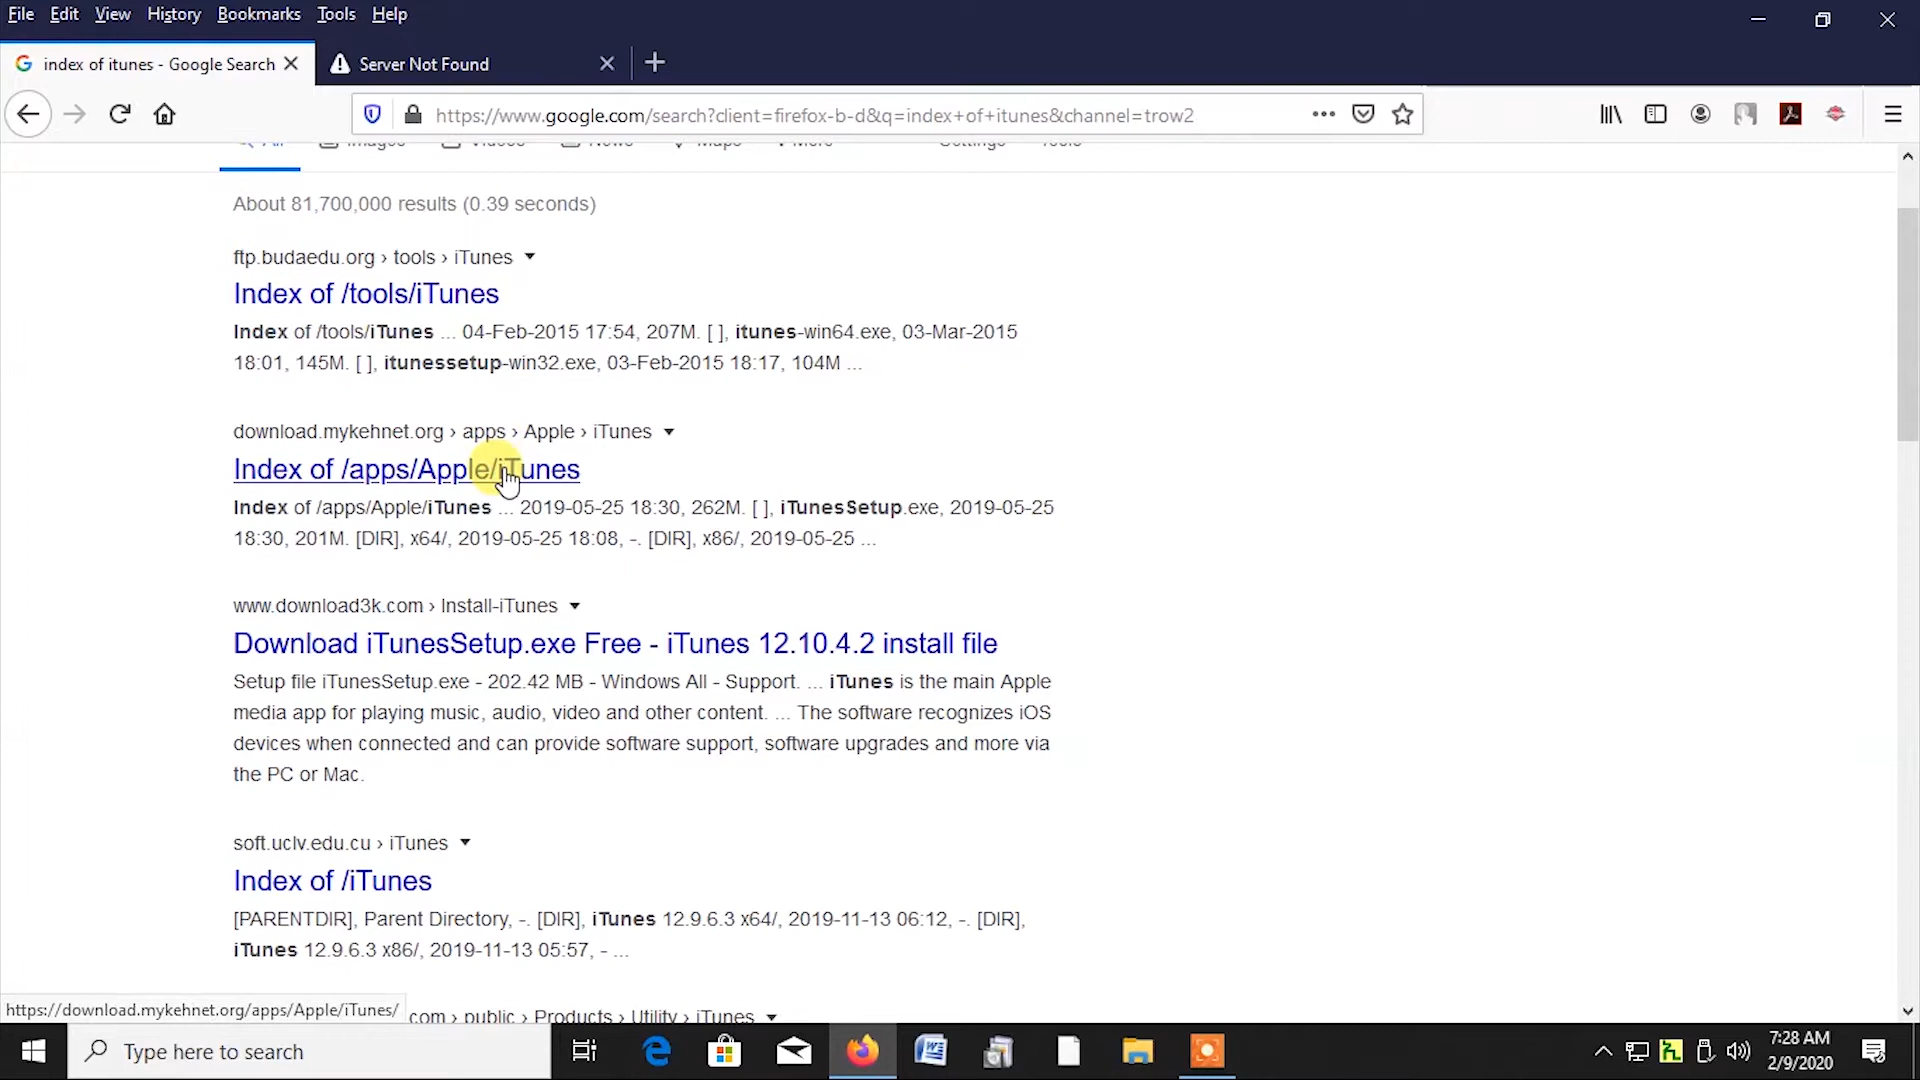 File Edit View History Bookmarks Tools Help
index of itunes - Google Search
Server Not Found
https://www.google.com/search?client=firefox-b-d&q=index+of+itunes&channel=trow2
All Images Videos News Maps More Settings Tools
About 81,700,000 results (0.39 seconds)
ftp.budaedu.org › tools › iTunes
Index of /tools/iTunes
Index of /tools/iTunes ... 04-Feb-2015 17:54, 207M. [ ], itunes-win64.exe, 03-Mar-2015
18:01, 145M. [ ], itunessetup-win32.exe, 03-Feb-2015 18:17, 104M ...
download.mykehnet.org › apps › Apple › iTunes
Index of /apps/Apple/iTunes
Index of /apps/Apple/iTunes ... 2019-05-25 18:30, 262M. [ ], iTunesSetup.exe, 2019-05-25
18:30, 201M. [DIR], x64/, 2019-05-25 18:08, -. [DIR], x86/, 2019-05-25 ...
www.download3k.com › Install-iTunes
Download iTunesSetup.exe Free - iTunes 12.10.4.2 install file
Setup file iTunesSetup.exe - 202.42 MB - Windows All - Support. ... iTunes is the main Apple
media app for playing music, audio, video and other content. ... The software recognizes iOS
devices when connected and can provide software support, software upgrades and more via
the PC or Mac.
soft.uclv.edu.cu › iTunes
Index of /iTunes
[PARENTDIR], Parent Directory, -. [DIR], iTunes 12.9.6.3 x64/, 2019-11-13 06:12, -. [DIR],
iTunes 12.9.6.3 x86/, 2019-11-13 05:57, - ...
https://download.mykehnet.org/apps/Apple/iTunes/
com › public › Products › Utility › iTunes
Type here to search
7:28 AM
2/9/2020